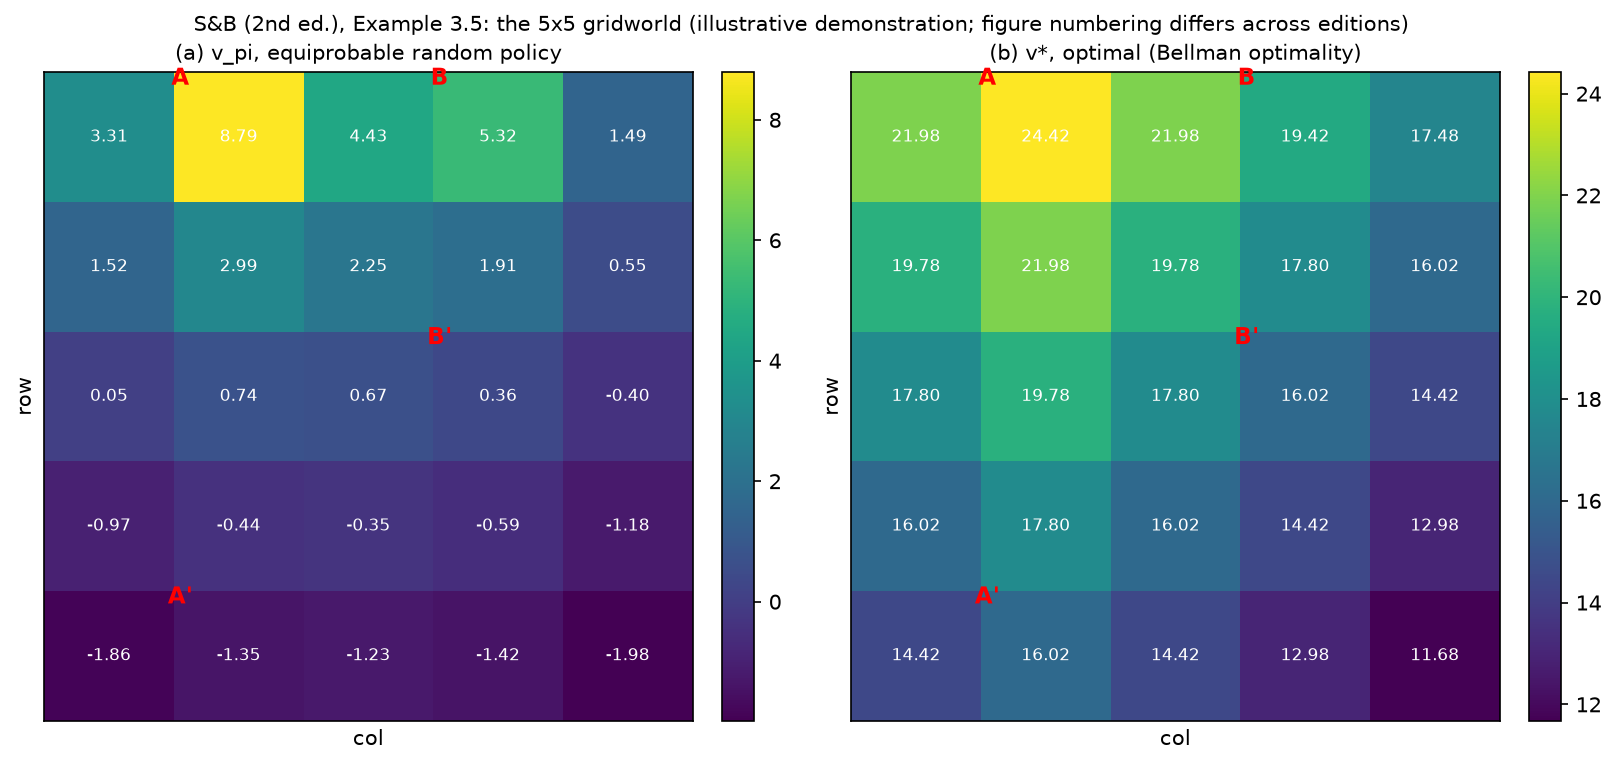 S&B (2nd ed.), Example 3.5: the 5x5 gridworld (illustrative demonstration; figure numbering differs across editions)
(a) v_pi, equiprobable random policy
A B
3.31 8.79 4.43 5.32 1.49
1.52 2.99 2.25 1.91 0.55
B'
0.05 0.74 0.67 0.36 -0.40
-0.97 -0.44 -0.35 -0.59 -1.18
A'
-1.86 -1.35 -1.23 -1.42 -1.98
row
col
8
6
4
2
0
(b) v*, optimal (Bellman optimality)
A B
21.98 24.42 21.98 19.42 17.48
19.78 21.98 19.78 17.80 16.02
B'
17.80 19.78 17.80 16.02 14.42
16.02 17.80 16.02 14.42 12.98
A'
14.42 16.02 14.42 12.98 11.68
row
col
24
22
20
18
16
14
12